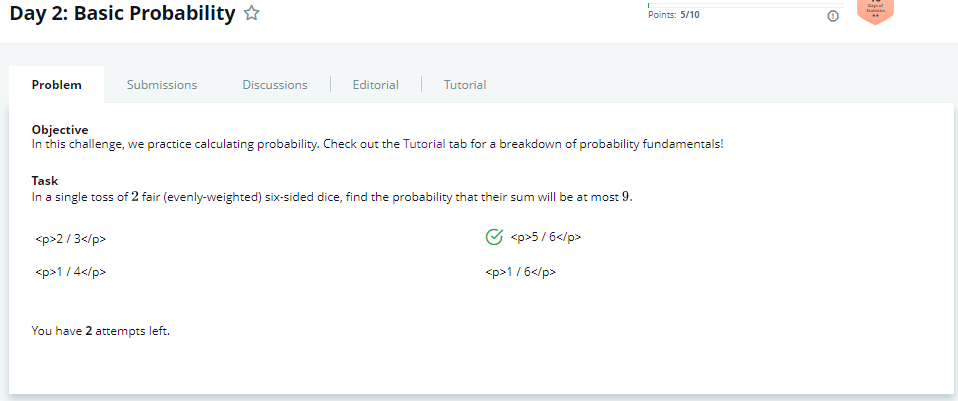 Day 2: Basic Probability
Points: 5/10
Days of
Statistics
Problem
Submissions
Discussions
Editorial
Tutorial
Objective
In this challenge, we practice calculating probability. Check out the Tutorial tab for a breakdown of probability fundamentals!
Task
In a single toss of 2 fair (evenly-weighted) six-sided dice, find the probability that their sum will be at most 9.
<p>2 / 3</p>
<p>5 / 6</p>
<p>1 / 4</p>
<p>1 / 6</p>
You have 2 attempts left.